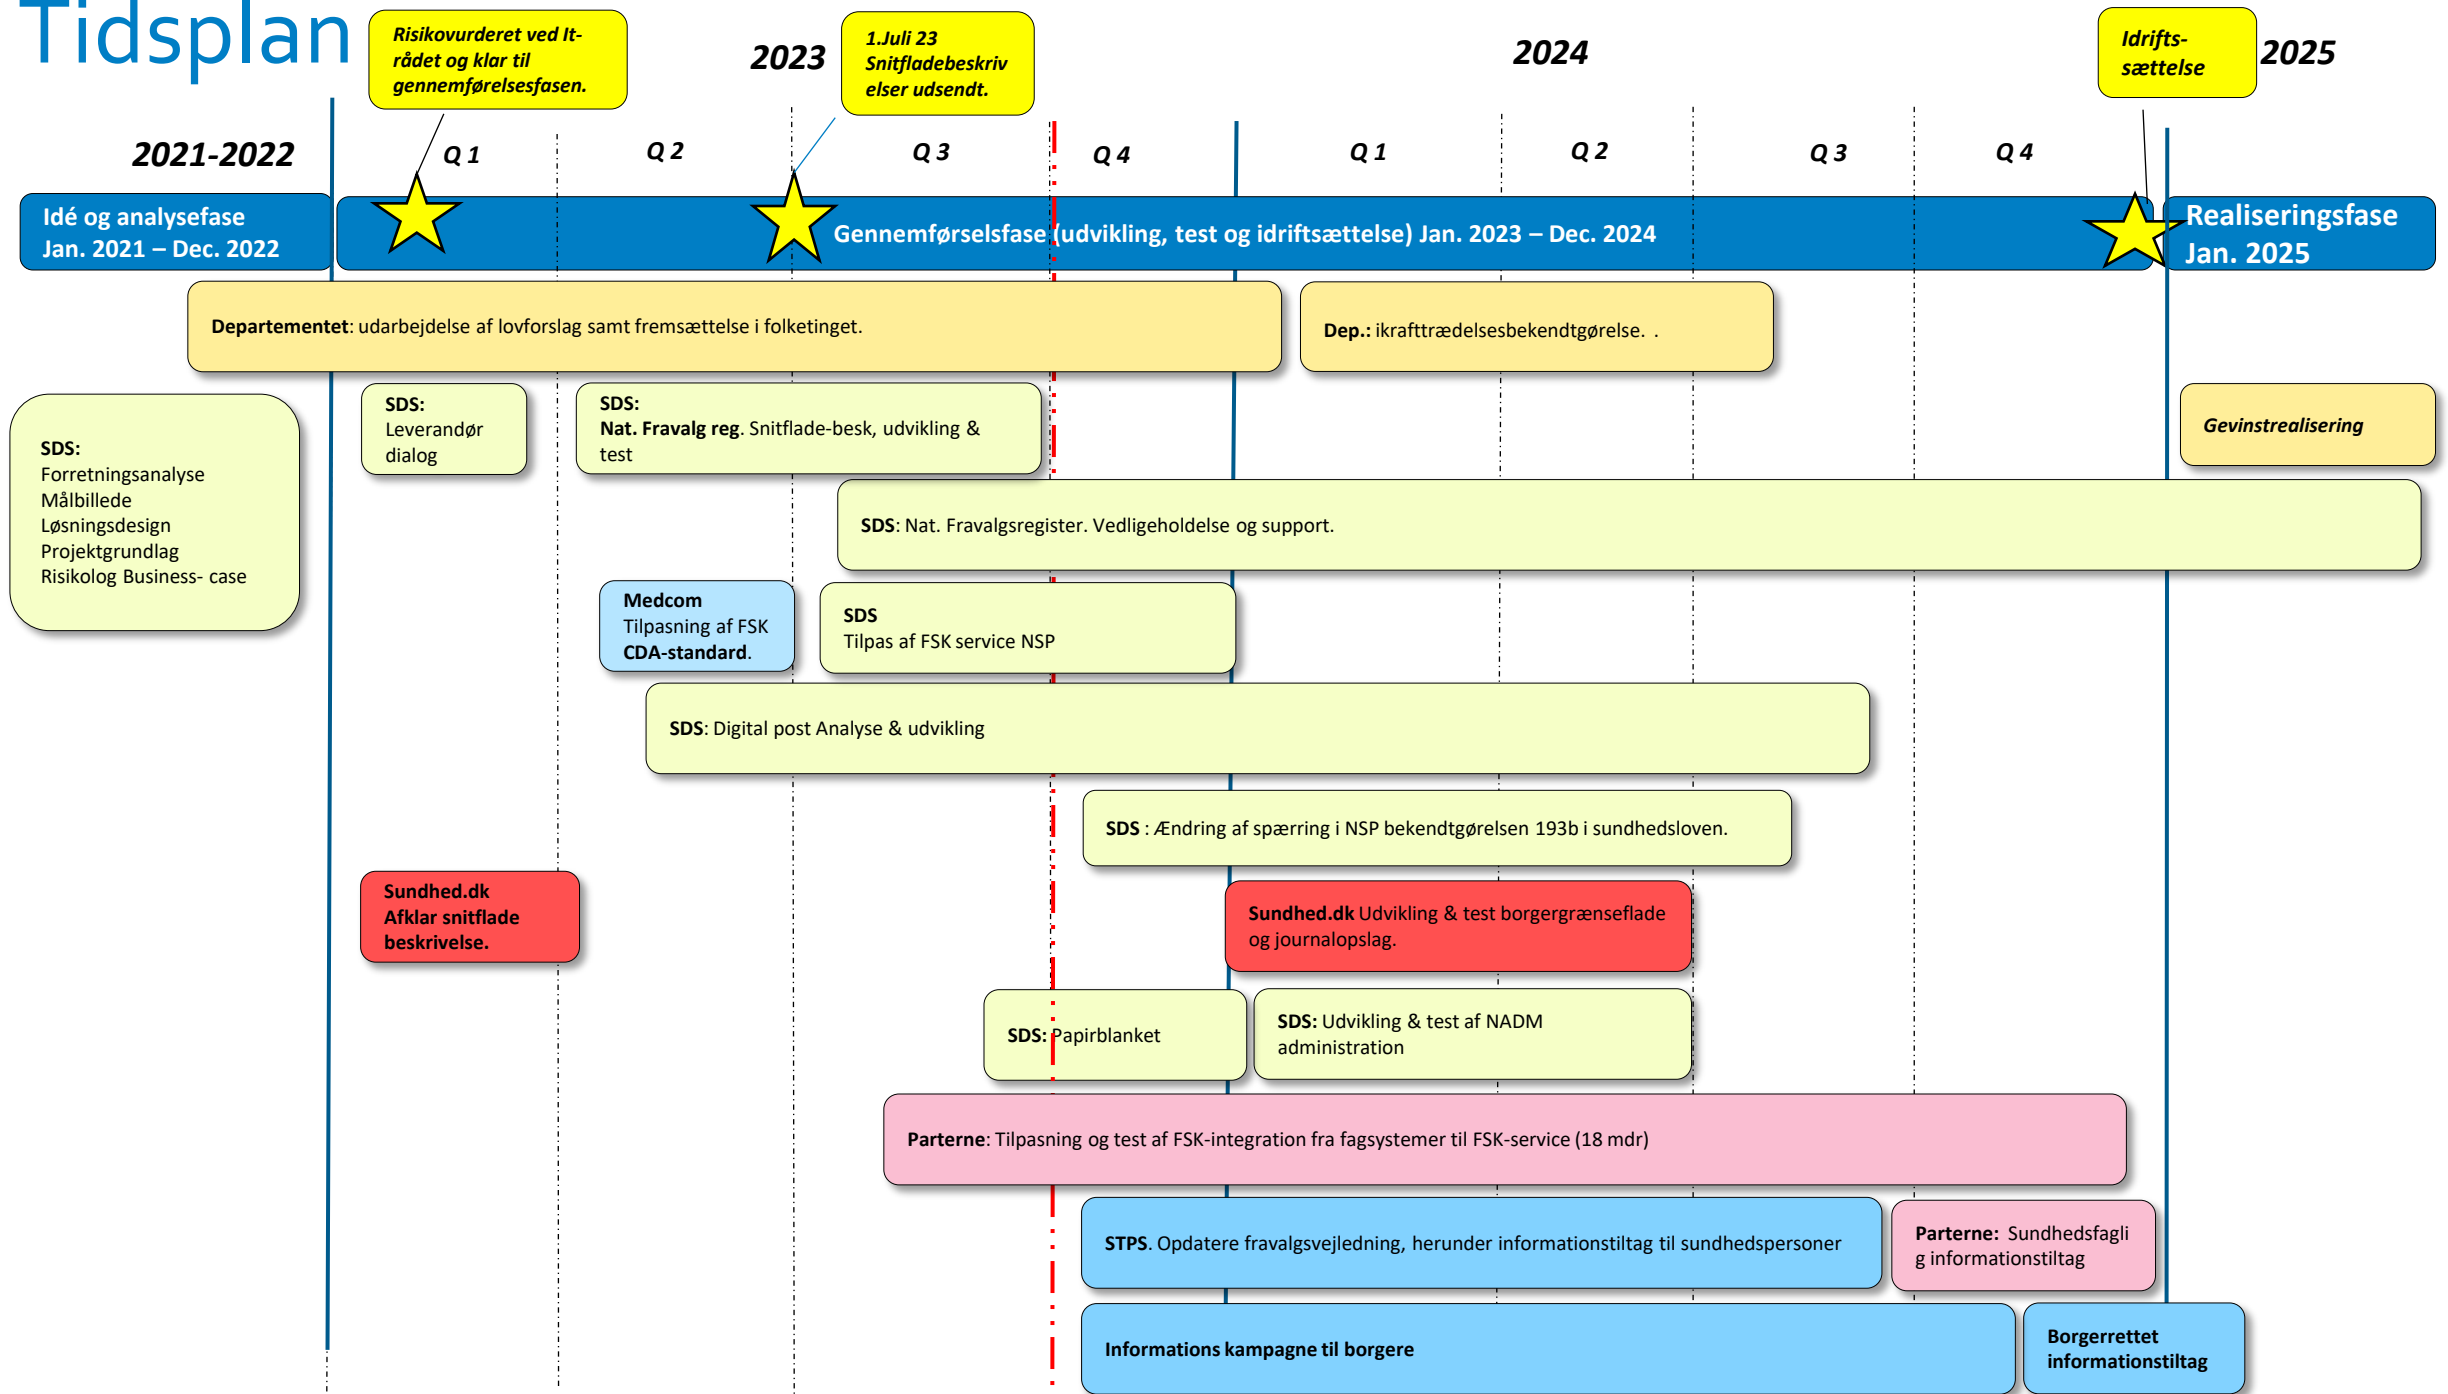 Tidsplan
Risikovurderet ved It-
rådet og klar til
gennemførelsesfasen.
2023
1.Juli 23
Snitfladebeskriv
elser udsendt.
2024
Idrifts-
sættelse
2025
2021-2022
Q 1
Q 2
Q 3
Q 4
Q 1
Q 2
Q 3
Q 4
Idé og analysefase
Jan. 2021 – Dec. 2022
Gennemførselsfase (udvikling, test og idriftsættelse) Jan. 2023 – Dec. 2024
Realiseringsfase
Jan. 2025
Departementet: udarbejdelse af lovforslag samt fremsættelse i folketinget.
Dep.: ikrafttrædelsesbekendtgørelse. .
SDS:
Forretningsanalyse
Målbillede
Løsningsdesign
Projektgrundlag
Risikolog Business- case
SDS:
Leverandør
dialog
SDS:
Nat. Fravalg reg. Snitflade-besk, udvikling &
test
Gevinstrealisering
SDS: Nat. Fravalgsregister. Vedligeholdelse og support.
Medcom
Tilpasning af FSK
CDA-standard.
SDS
Tilpas af FSK service NSP
SDS: Digital post Analyse & udvikling
SDS : Ændring af spærring i NSP bekendtgørelsen 193b i sundhedsloven.
Sundhed.dk
Afklar snitflade
beskrivelse.
Sundhed.dk Udvikling & test borgergrænseflade
og journalopslag.
SDS: Papirblanket
SDS: Udvikling & test af NADM
administration
Parterne: Tilpasning og test af FSK-integration fra fagsystemer til FSK-service (18 mdr)
STPS. Opdatere fravalgsvejledning, herunder informationstiltag til sundhedspersoner
Parterne: Sundhedsfagli
g informationstiltag
Informations kampagne til borgere
Borgerrettet
informationstiltag